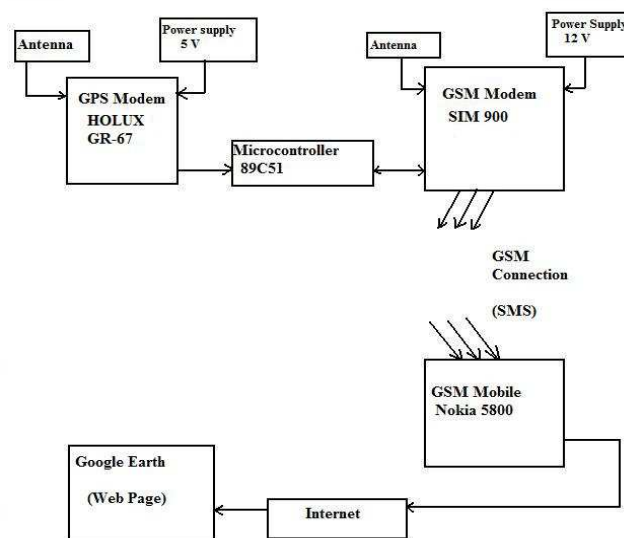 Antenna
Power supply
5 V
Antenna
Power Supply
12 V
GPS Modem
HOLUX
GR-67
GSM Modem
SIM 900
Microcontroller
89C51
GSM
Connection
(SMS)
GSM Mobile
Nokia 5800
Google Earth
(Web Page)
Internet